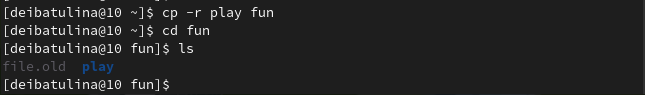 [deibatulina@10 ~]$ cp -r play fun
[deibatulina@10 ~]$ cd fun
[deibatulina@10 fun]$ ls
file.old  play
[deibatulina@10 fun]$